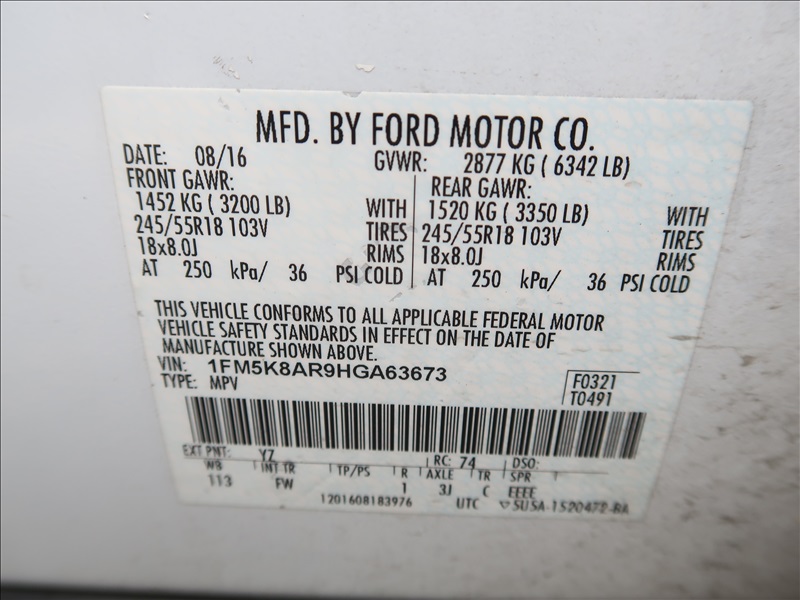 MFD. BY FORD MOTOR CO.
DATE: 08/16 GVWR: 2877 KG ( 6342 LB)
FRONT GAWR: REAR GAWR:
1452 KG ( 3200 LB) WITH 1520 KG ( 3350 LB) WITH
245/55R18 103V TIRES 245/55R18 103V TIRES
18x8.0J RIMS 18x8.0J RIMS
AT 250 kPa/ 36 PSI COLD AT 250 kPa/ 36 PSI COLD
THIS VEHICLE CONFORMS TO ALL APPLICABLE FEDERAL MOTOR
VEHICLE SAFETY STANDARDS IN EFFECT ON THE DATE OF
MANUFACTURE SHOWN ABOVE.
VIN: 1FM5K8AR9HGA63673 F0321
TYPE: MPV T0491
EXT PNT: YZ RC: 74 DSO:
WB INT TR TP/PS R AXLE TR SPR
113 FW 1 3J C EEEE
1201608183976 UTC SUSA-1520472-BA